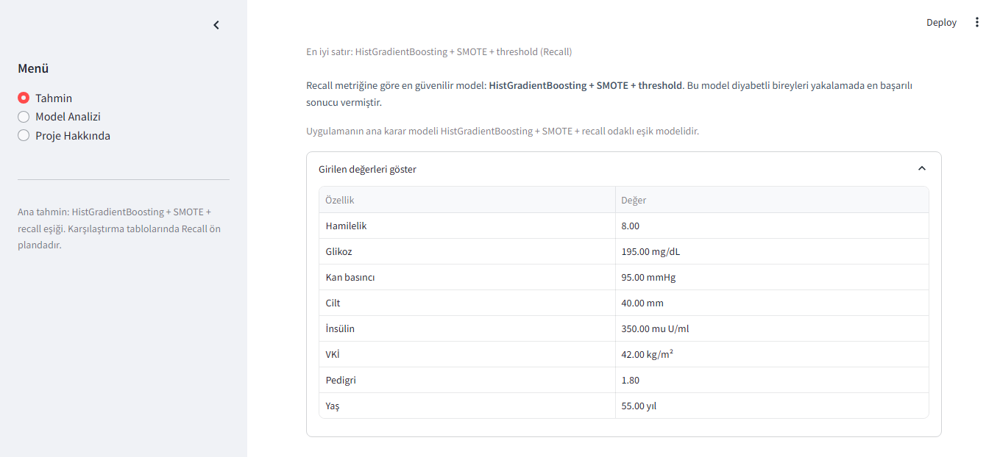 Deploy
Menü
Tahmin
Model Analizi
Proje Hakkında
Ana tahmin: HistGradientBoosting + SMOTE +
recall eşiği. Karşılaştırma tablolarında Recall ön
plandadır.
En iyi satır: HistGradientBoosting + SMOTE + threshold (Recall)
Recall metriğine göre en güvenilir model: HistGradientBoosting + SMOTE + threshold. Bu model diyabetli bireyleri yakalamada en başarılı
sonucu vermiştir.
Uygulamanın ana karar modeli HistGradientBoosting + SMOTE + recall odaklı eşik modelidir.
Girilen değerleri göster
Özellik Değer
Hamilelik 8.00
Glikoz 195.00 mg/dL
Kan basıncı 95.00 mmHg
Cilt 40.00 mm
İnsülin 350.00 mu U/ml
VKİ 42.00 kg/m²
Pedigri 1.80
Yaş 55.00 yıl